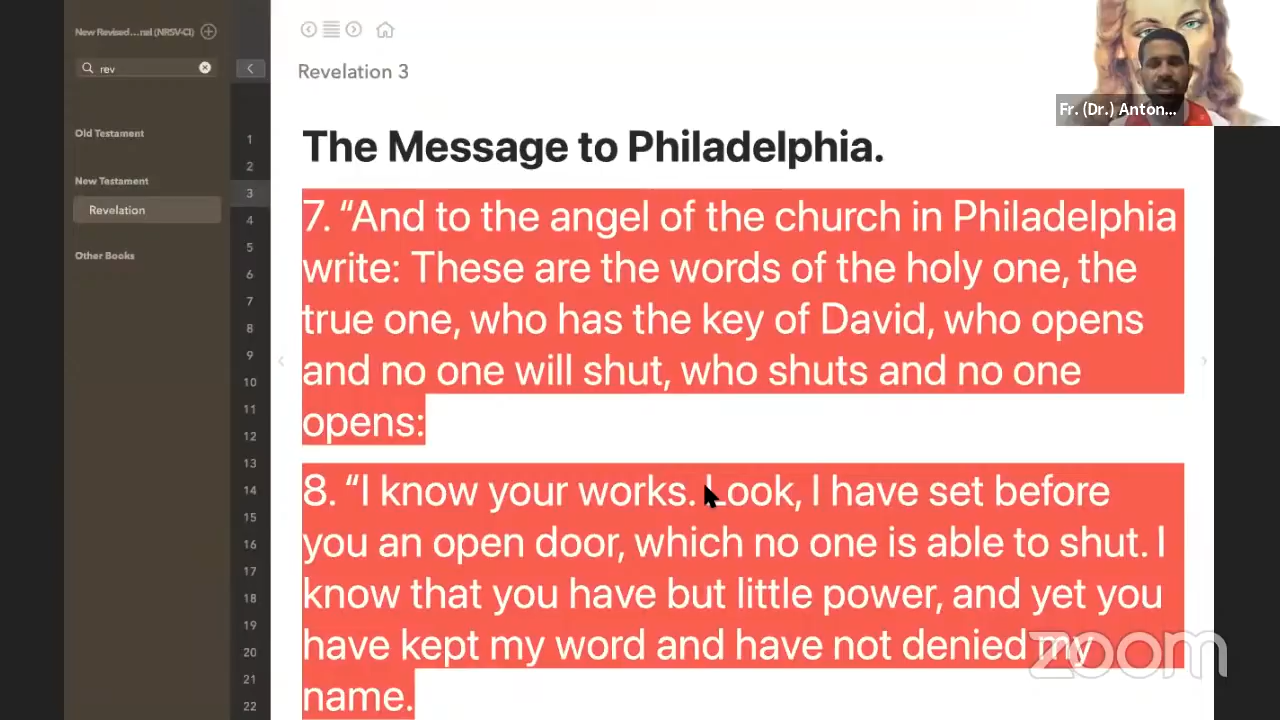 New Revised...nal (NRSV-CI)
rev
Old Testament
New Testament
Revelation
Other Books
1
2
3
4
5
6
7
8
9
10
11
12
13
14
15
16
17
18
19
20
21
22
Revelation 3
The Message to Philadelphia.
7. “And to the angel of the church in Philadelphia
write: These are the words of the holy one, the
true one, who has the key of David, who opens
and no one will shut, who shuts and no one
opens:
8. “I know your works. Look, I have set before
you an open door, which no one is able to shut. I
know that you have but little power, and yet you
have kept my word and have not denied my
name.
Fr. (Dr.) Anton...
zoom